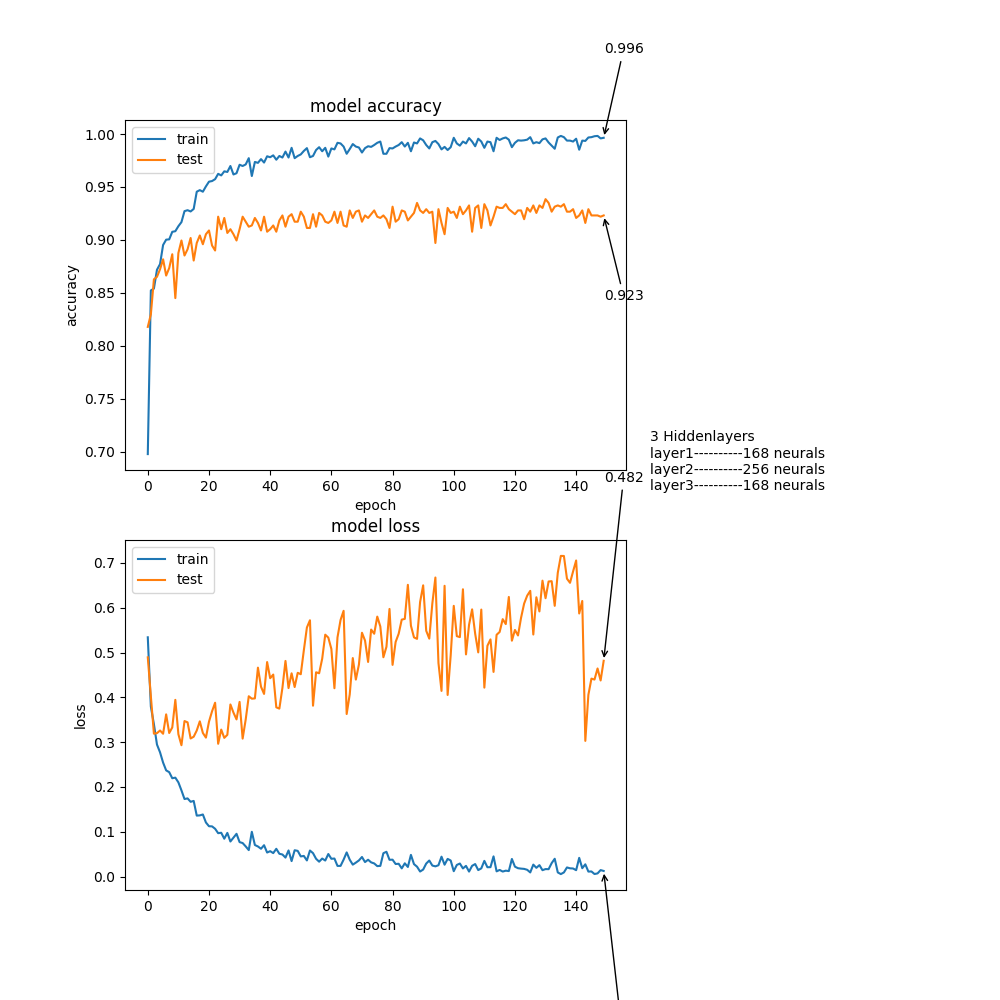 0.996
model accuracy
train
test
1.00
0.95
0.90
0.85
0.80
0.75
0.70
accuracy
0.923
0 20 40 60 80 100 120 140
epoch
3 Hiddenlayers
layer1----------168 neurals
layer2----------256 neurals
layer3----------168 neurals
0.482
model loss
train
test
0.7
0.6
0.5
0.4
0.3
0.2
0.1
0.0
loss
0 20 40 60 80 100 120 140
epoch